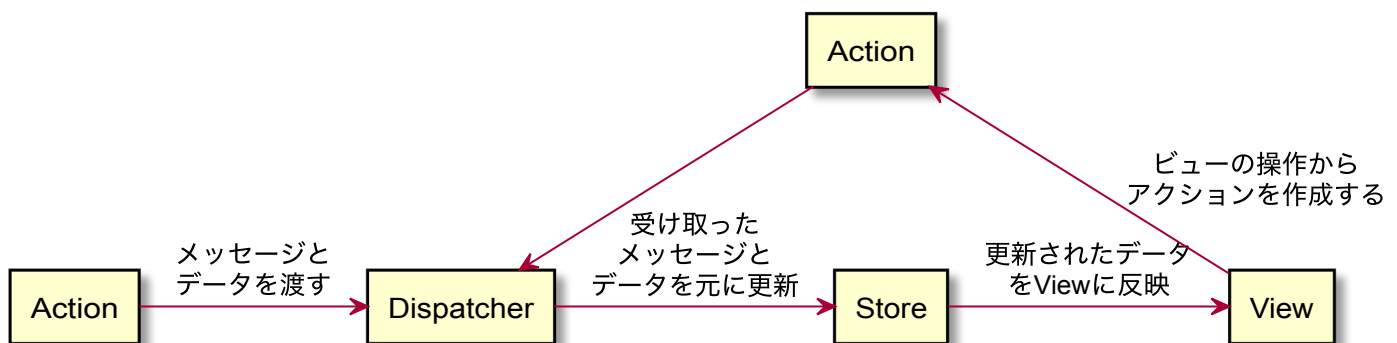 Action
ビューの操作から
アクションを作成する
Action
メッセージと
データを渡す
Dispatcher
受け取った
メッセージと
データを元に更新
Store
更新されたデータ
をViewに反映
View